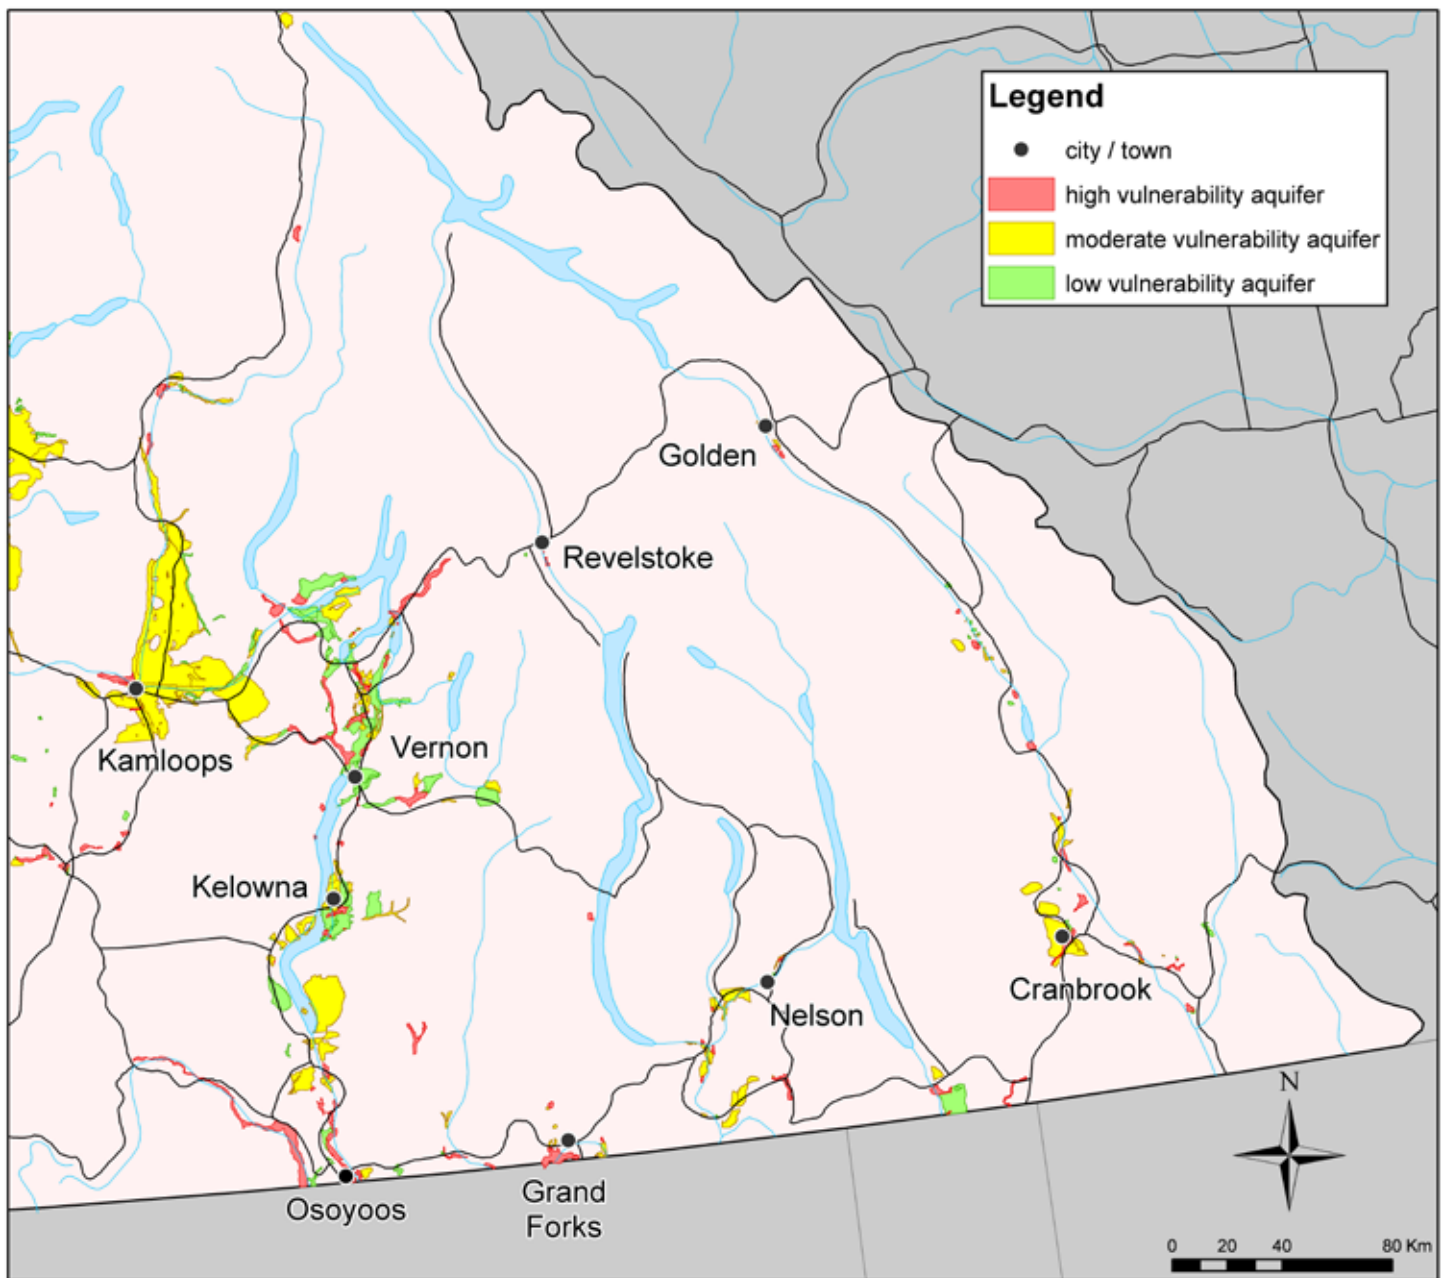 Legend
city / town
high vulnerability aquifer
moderate vulnerability aquifer
low vulnerability aquifer
Golden
Revelstoke
Vernon
Kamloops
Kelowna
Cranbrook
Nelson
Osoyoos
Grand
Forks
N
0 20 40 80 Km